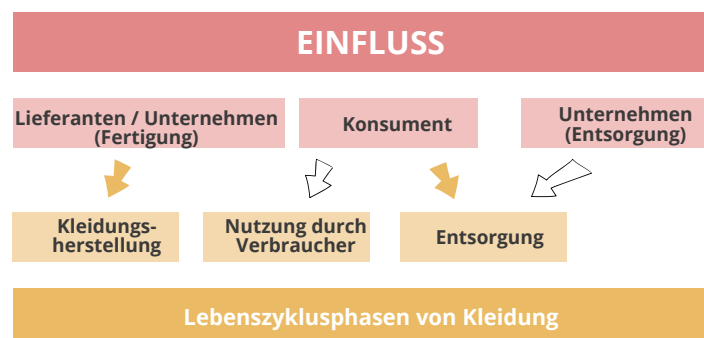 EINFLUSS
Lieferanten / Unternehmen
(Fertigung)
Konsument
Unternehmen
(Entsorgung)
Kleidungs-
herstellung
Nutzung durch
Verbraucher
Entsorgung
Lebenszyklusphasen von Kleidung